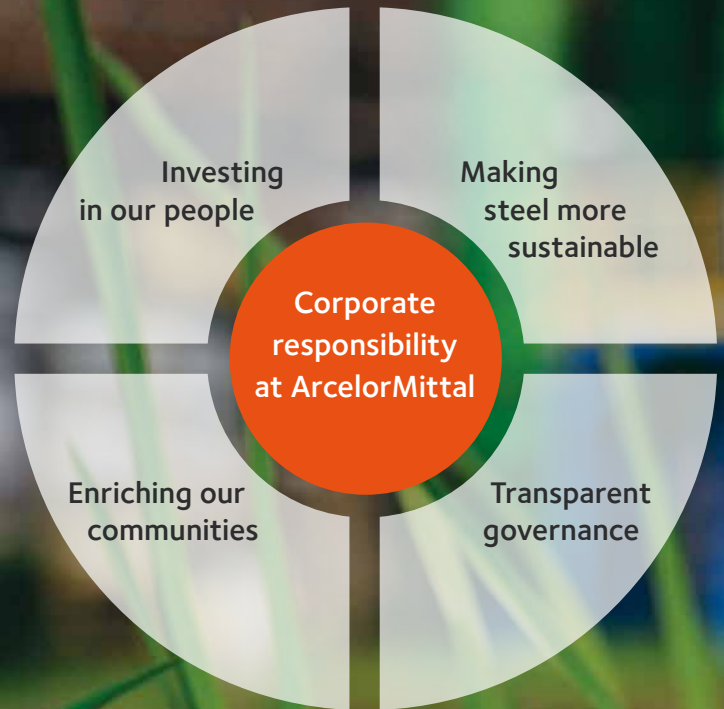 Investing
in our people
Making
steel more
sustainable
Corporate
responsibility
at ArcelorMittal
Enriching our
communities
Transparent
governance